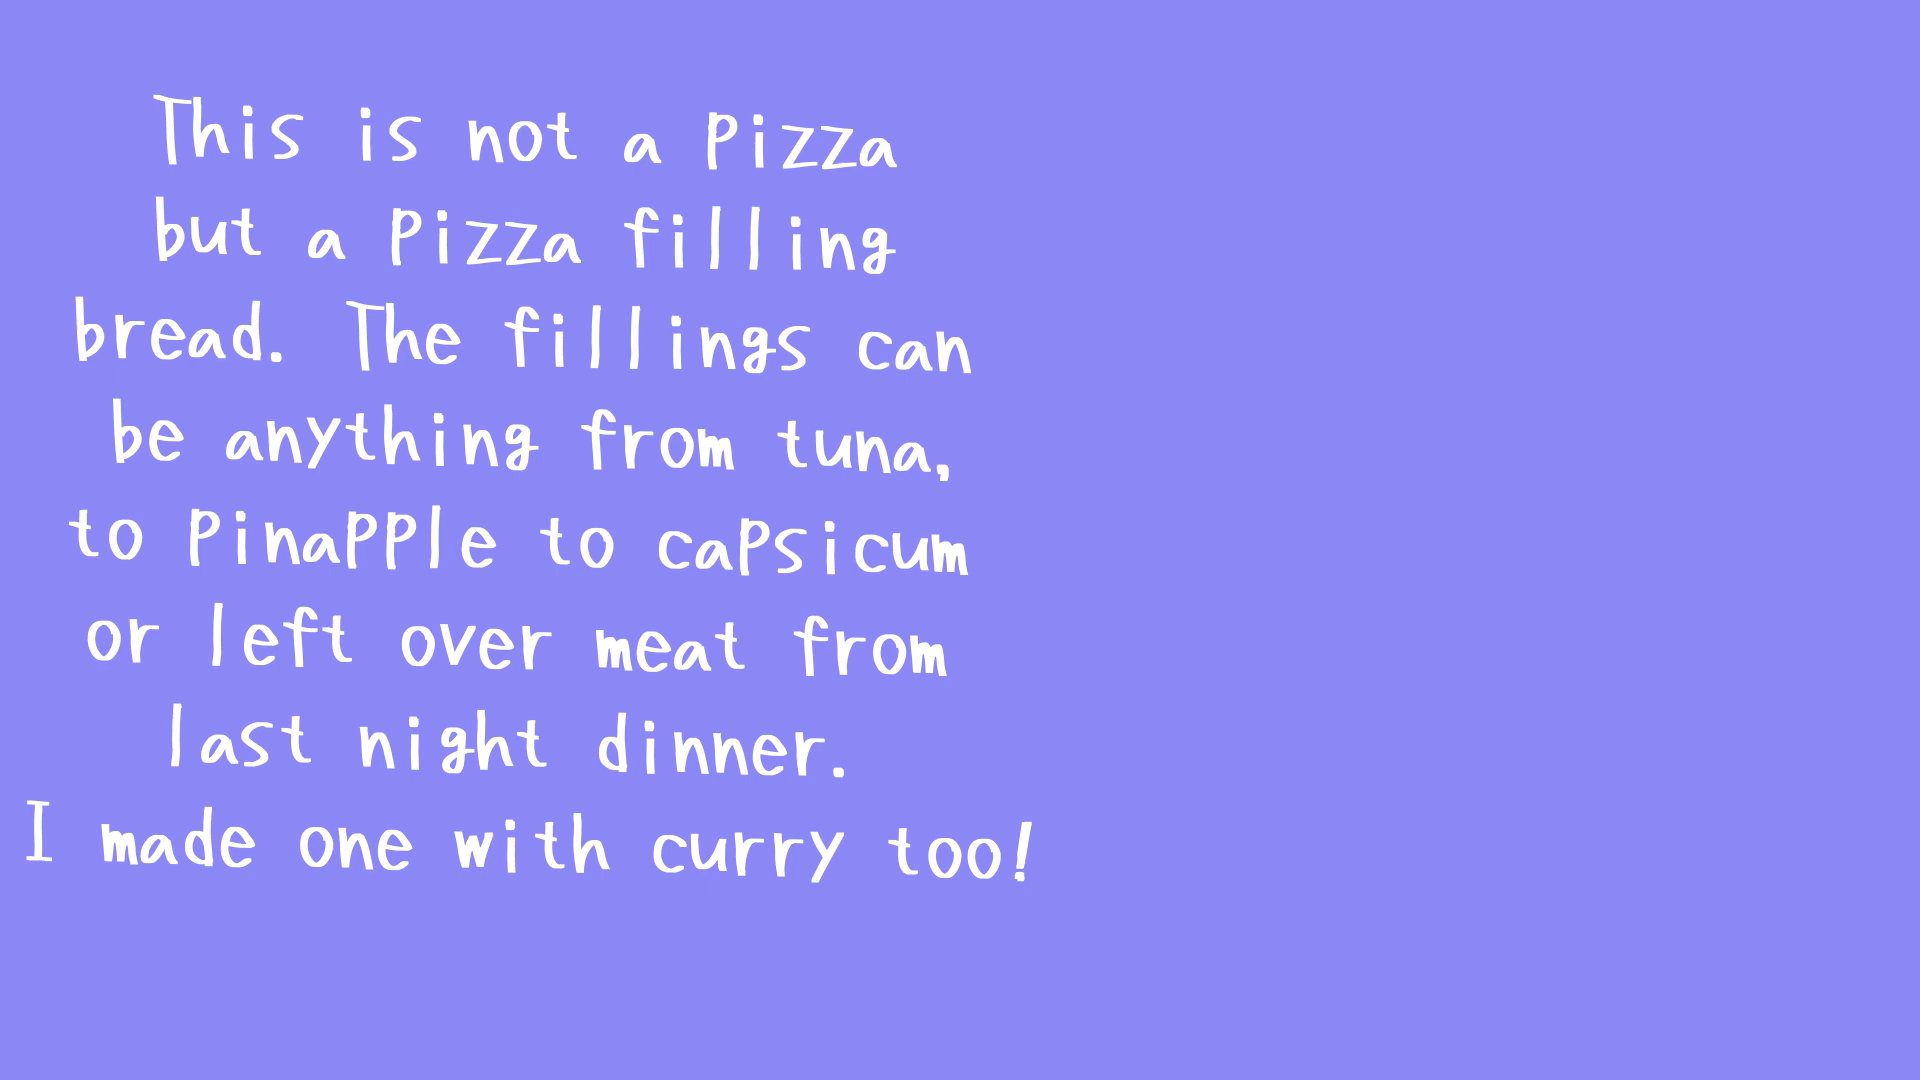 This is not a pizza
but a pizza filling
bread. The fillings can
be anything from tuna,
to pinapple to capsicum
or left over meat from
last night dinner.
I made one with curry too!